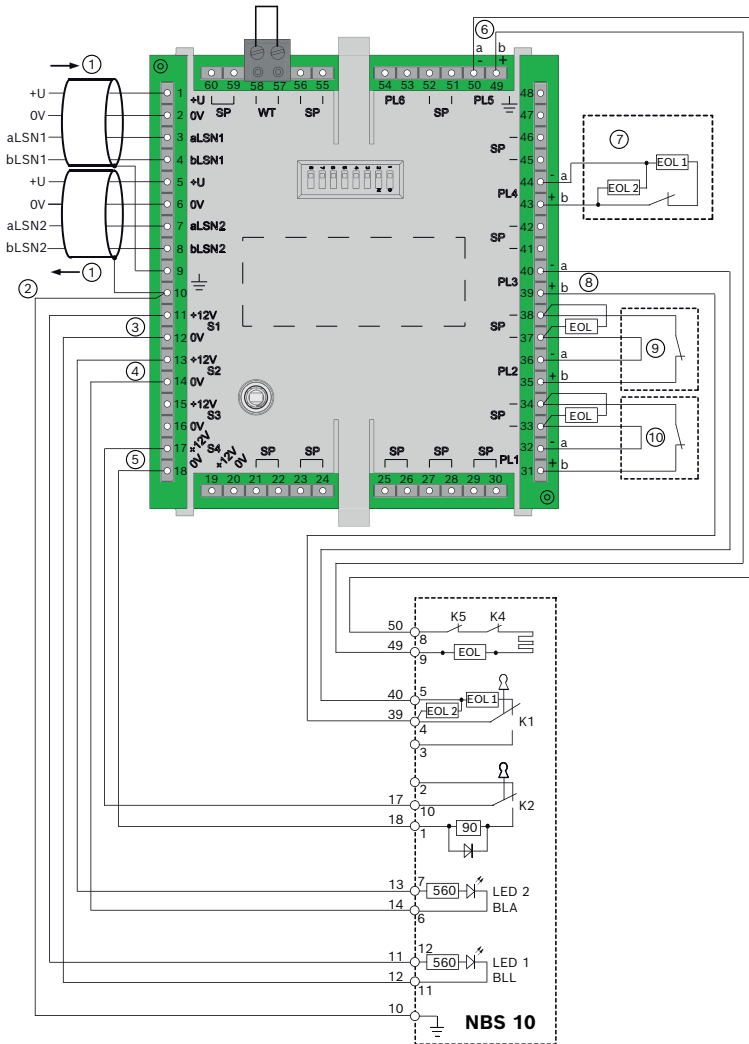 6
a b
- +
1
60 59 58 57 56 55 54 53 52 51 50 49
SP WT SP PL6 SP PL5
+U 1 +U 48
0V 2 0V 47
aLSN1 3 aLSN1 46
SP
bLSN1 4 bLSN1 45
+U 5 +U 44 - a
PL4
0V 6 0V 43 + b
aLSN2 7 aLSN2 42
SP
bLSN2 8 bLSN2 41
1
9 40 - a
PL3
8
2
10 39 + b
11 +12V 38
S1 SP EOL
3
12 0V 37
13 +12V 36 - a
S2 PL2
4
14 0V 35 + b
15 +12V 34
S3 SP EOL
16 0V 33
17 +12V 32 - a
S4 PL1
5
18 0V 31 + b
+12V 0V
SP SP SP SP SP
19 20 21 22 23 24 25 26 27 28 29 30
7
EOL 1
EOL 2
9
10
K5 K4
50 8
49 9 EOL
40 5 EOL 1
EOL 2
39 4 K1
3
2
17 10 K2
18 1 90
13 7 560 LED 2
14 6 BLA
11 12 560 LED 1
12 11 BLL
10
NBS 10